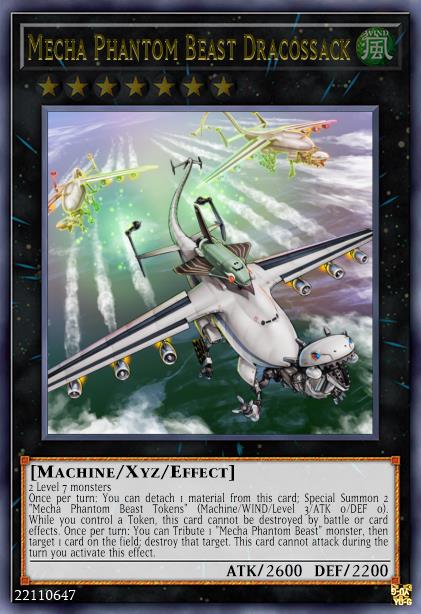 MECHA PHANTOM BEAST DRACOSSACK
WIND
風
[MACHINE/XYZ/EFFECT]
2 Level 7 monsters
Once per turn: You can detach 1 material from this card; Special Summon 2
"Mecha Phantom Beast Tokens" (Machine/WIND/Level 3/ATK 0/DEF 0).
While you control a Token, this card cannot be destroyed by battle or card
effects. Once per turn: You can Tribute 1 "Mecha Phantom Beast" monster, then
target 1 card on the field; destroy that target. This card cannot attack during the
turn you activate this effect.
ATK/2600 DEF/2200
22110647